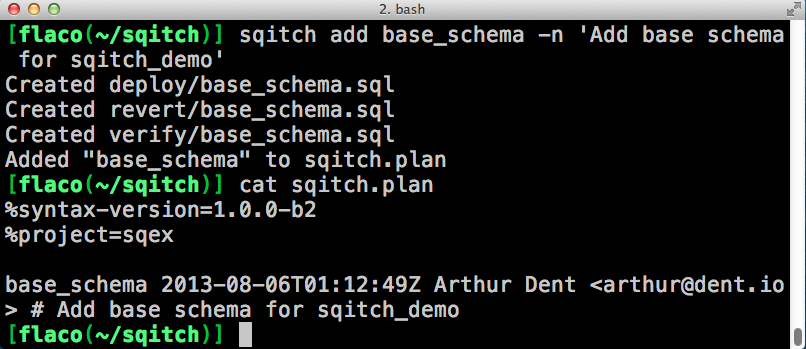 2. bash
[flaco(~/sqitch)] sqitch add base_schema -n 'Add base schema
 for sqitch_demo'
Created deploy/base_schema.sql
Created revert/base_schema.sql
Created verify/base_schema.sql
Added "base_schema" to sqitch.plan
[flaco(~/sqitch)] cat sqitch.plan
%syntax-version=1.0.0-b2
%project=sqex
base_schema 2013-08-06T01:12:49Z Arthur Dent <arthur@dent.io
> # Add base schema for sqitch_demo
[flaco(~/sqitch)]